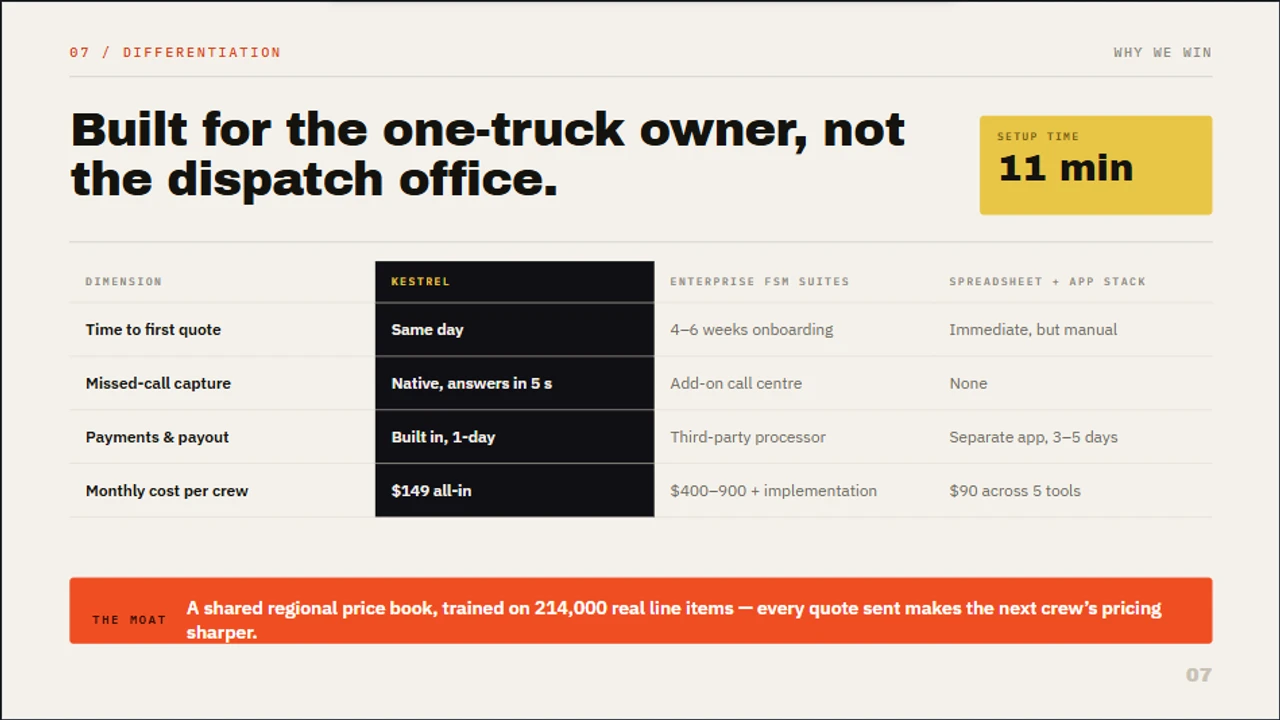 07 / DIFFERENTIATION
WHY WE WIN
Built for the one-truck owner, not
the dispatch office.
SETUP TIME
11 min
DIMENSION KESTREL ENTERPRISE FSM SUITES SPREADSHEET + APP STACK
Time to first quote Same day 4–6 weeks onboarding Immediate, but manual
Missed-call capture Native, answers in 5 s Add-on call centre None
Payments & payout Built in, 1-day Third-party processor Separate app, 3–5 days
Monthly cost per crew $149 all-in $400–900 + implementation $90 across 5 tools
THE MOAT
A shared regional price book, trained on 214,000 real line items — every quote sent makes the next crew’s pricing
sharper.
07